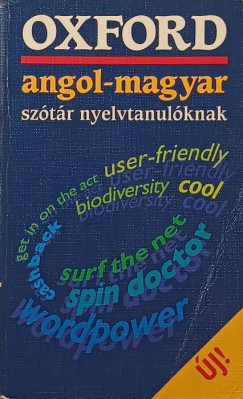 OXFORD
angol-magyar
szótár nyelvtanulóknak
user-friendly
get in on the act
biodiversity cool
cashback
surf the net
spin doctor
wordpower
ÚJ!